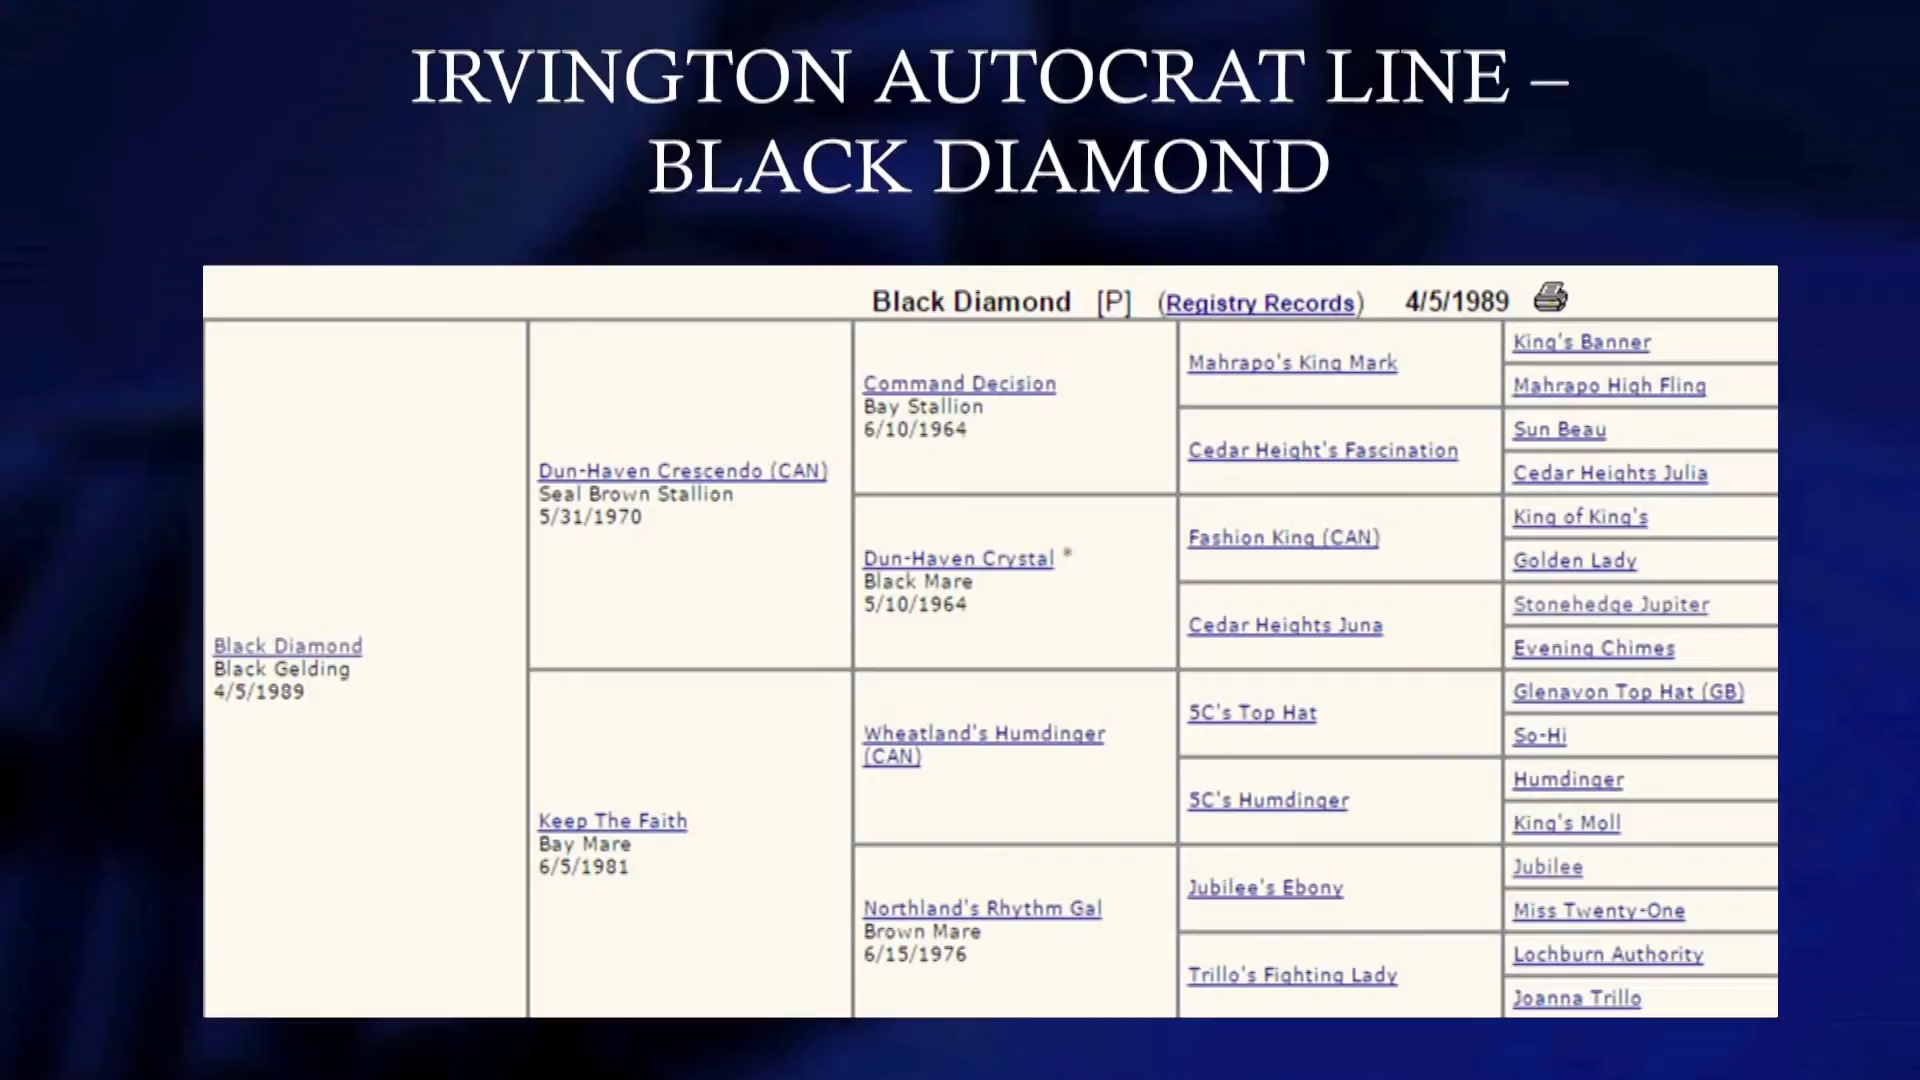 IRVINGTON AUTOCRAT LINE –
BLACK DIAMOND
Black Diamond [P] (Registry Records) 4/5/1989
Black Diamond
Black Gelding
4/5/1989
Dun-Haven Crescendo (CAN)
Seal Brown Stallion
5/31/1970
Keep The Faith
Bay Mare
6/5/1981
Command Decision
Bay Stallion
6/10/1964
Dun-Haven Crystal *
Black Mare
5/10/1964
Wheatland's Humdinger
(CAN)
Northland's Rhythm Gal
Brown Mare
6/15/1976
Mahrapo's King Mark
Cedar Height's Fascination
Fashion King (CAN)
Cedar Heights Juna
5C's Top Hat
5C's Humdinger
Jubilee's Ebony
Trillo's Fighting Lady
King's Banner
Mahrapo High Fling
Sun Beau
Cedar Heights Julia
King of King's
Golden Lady
Stonehedge Jupiter
Evening Chimes
Glenavon Top Hat (GB)
So-Hi
Humdinger
King's Moll
Jubilee
Miss Twenty-One
Lochburn Authority
Joanna Trillo